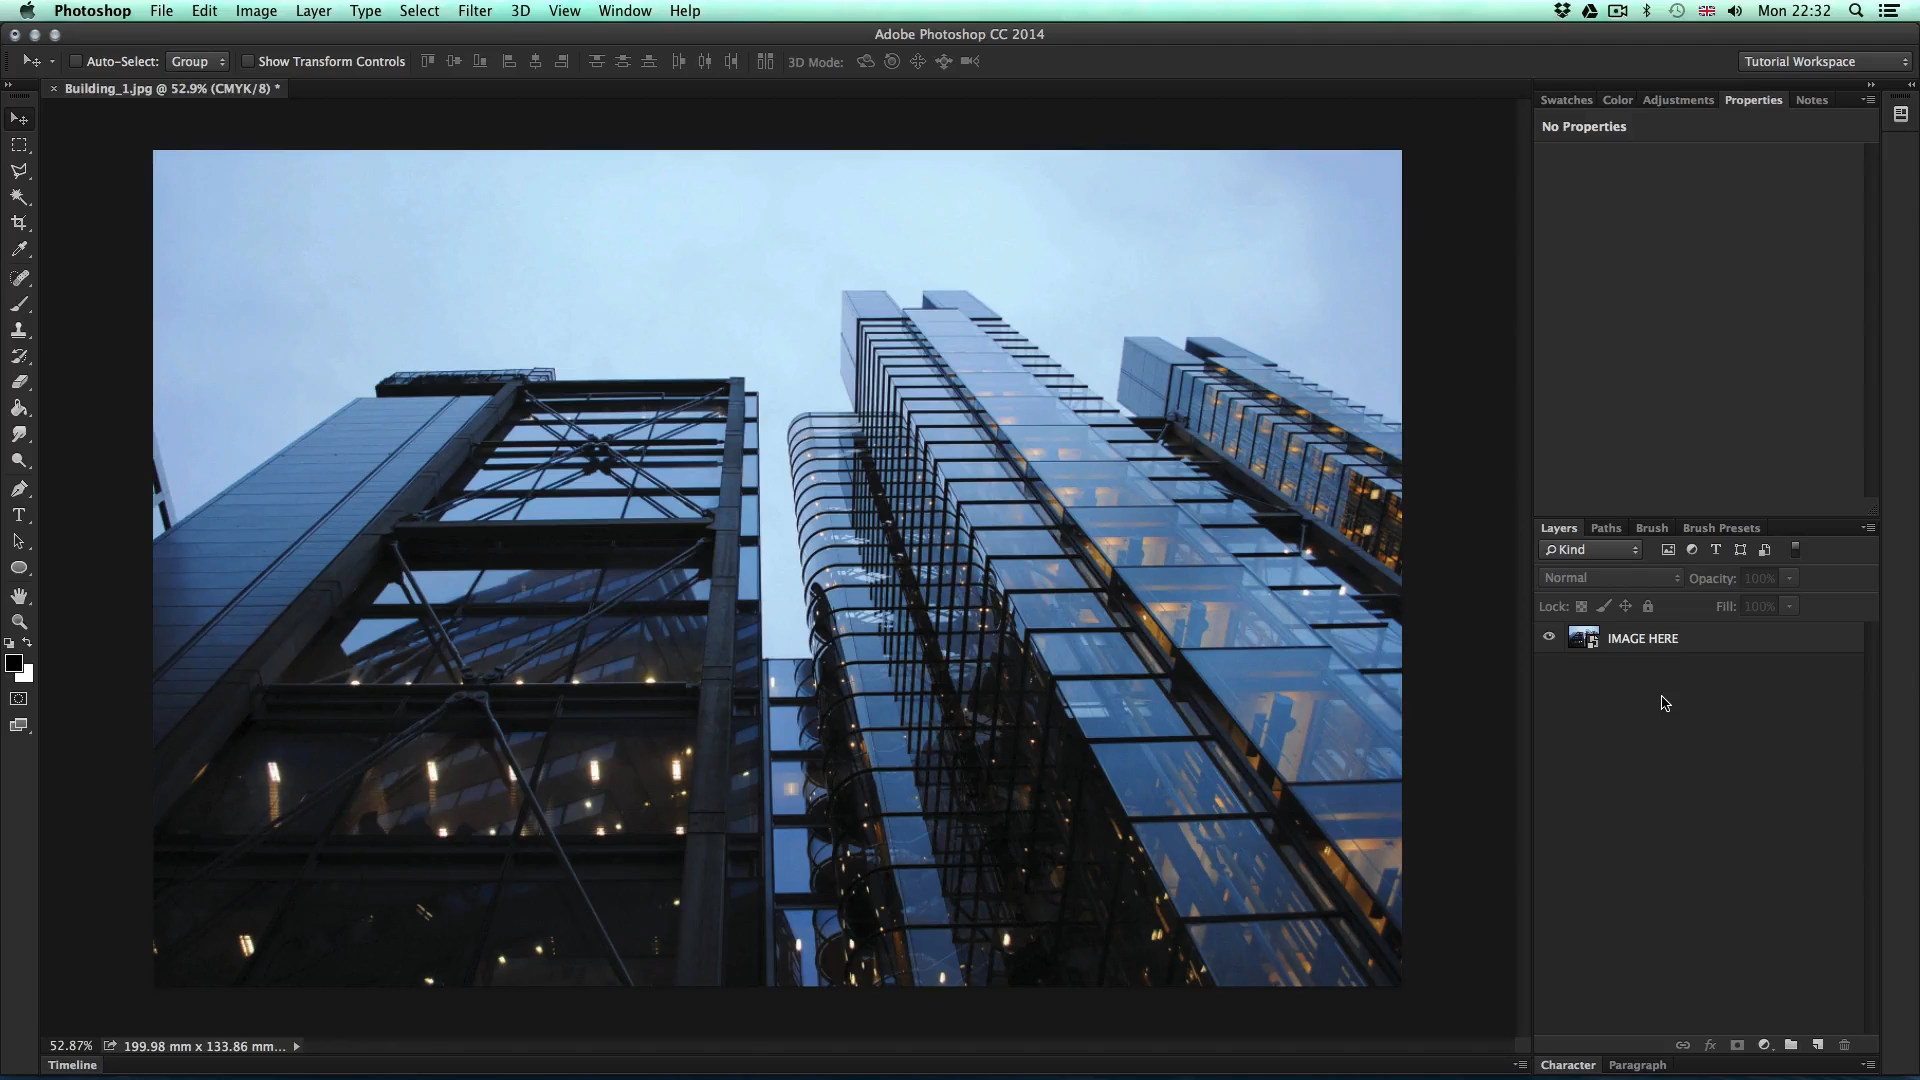 Photoshop File Edit Image Layer Type Select Filter 3D View Window Help Mon 22:32
Adobe Photoshop CC 2014
Auto-Select: Group Show Transform Controls 3D Mode: Tutorial Workspace
× Building_1.jpg @ 52.9% (CMYK/8) *
Swatches Color Adjustments Properties Notes
No Properties
Layers Paths Brush Brush Presets
Kind
Normal Opacity: 100%
Lock: Fill: 100%
IMAGE HERE
52.87% 199.98 mm x 133.86 mm...
fx
Timeline
Character Paragraph